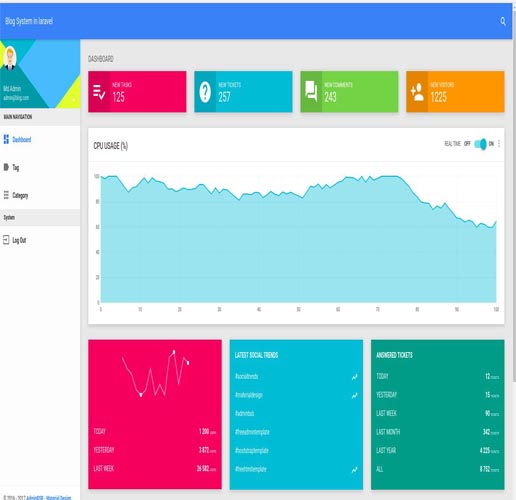 Blog System in laravel
Md.Admin
admin@blog.com
MAIN NAVIGATION
Dashboard
Tag
Category
System
Log Out
DASHBOARD
NEW TASKS
125
NEW TICKETS
257
NEW COMMENTS
243
NEW VISITORS
1225
CPU USAGE (%)
REAL TIME OFF ON
100
80
60
40
20
0
0 10 20 30 40 50 60 70 80 90 100
TODAY 1 200 USERS
YESTERDAY 3 872 USERS
LAST WEEK 26 582 USERS
LATEST SOCIAL TRENDS
#socialtrends
#materialdesign
#adminbsb
#freeadmintemplate
#bootstraptemplate
#freehtmltemplate
ANSWERED TICKETS
TODAY 12 TICKETS
YESTERDAY 15 TICKETS
LAST WEEK 90 TICKETS
LAST MONTH 342 TICKETS
LAST YEAR 4 225 TICKETS
ALL 8 752 TICKETS
© 2016 - 2017 AdminBSB - Material Design